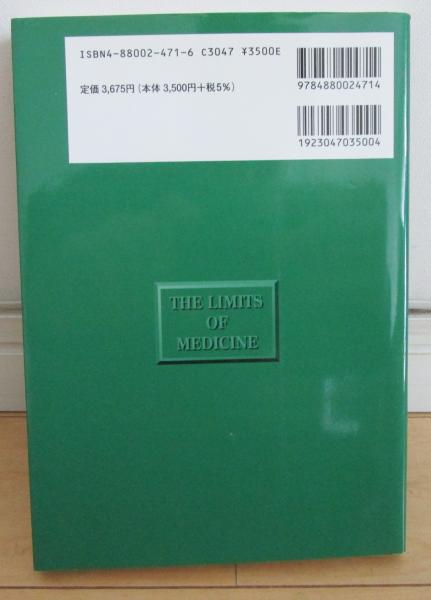 ISBN4-88002-471-6 C3047 ¥3500E
定価 3,675円 (本体 3,500円+税5%)
9784880024714
1923047035004
THE LIMITS
OF
MEDICINE